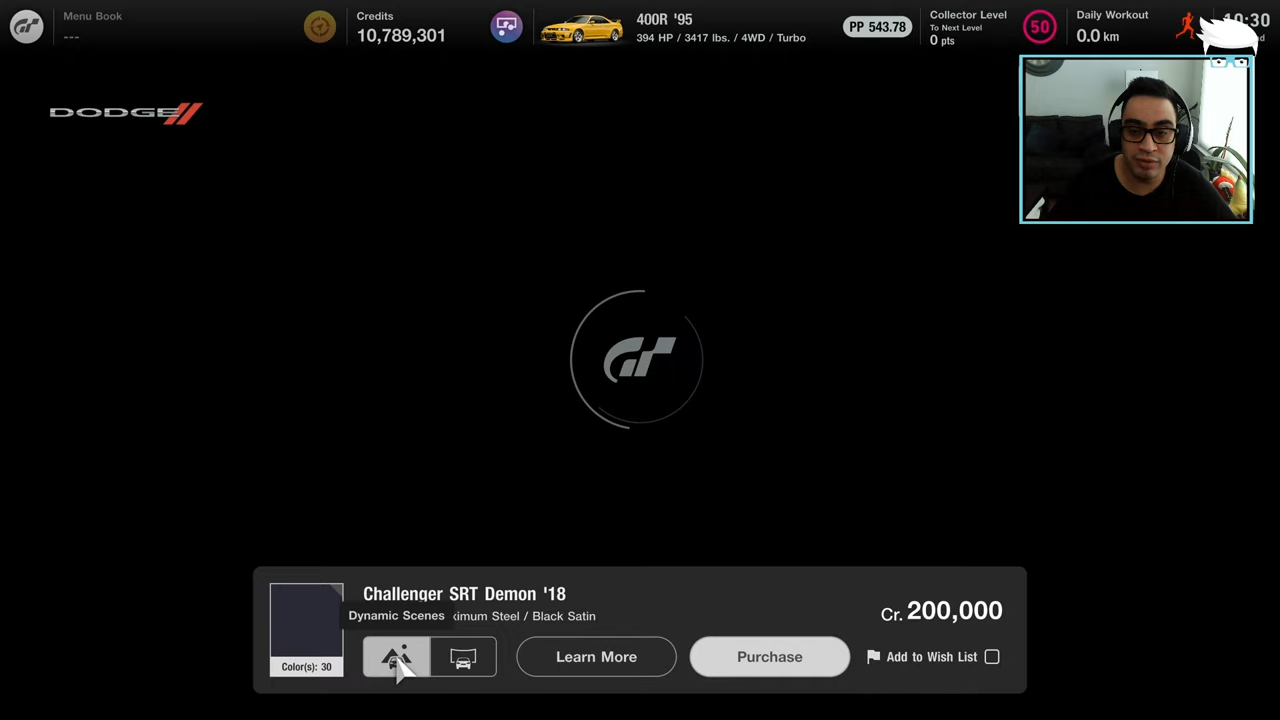 Menu Book
---
Credits
10,789,301
400R '95
394 HP / 3417 lbs. / 4WD / Turbo
PP 543.78
Collector Level
To Next Level
0 pts
50
Daily Workout
0.0 km
DODGE
GT
Challenger SRT Demon '18
Dynamic Scenes
ximum Steel / Black Satin
Color(s): 30
Learn More
Cr. 200,000
Purchase
Add to Wish List